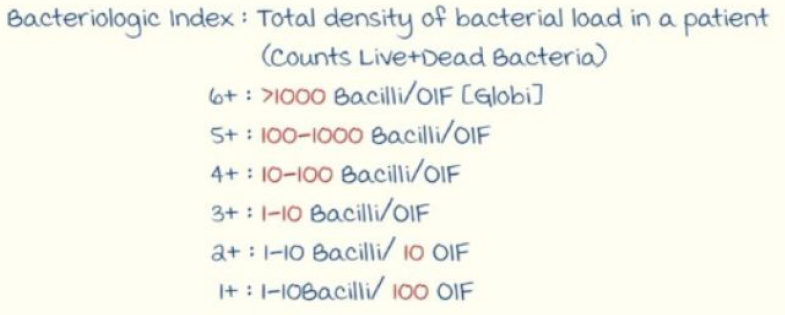 Bacteriologic Index : Total density of bacterial load in a patient
(Counts Live+Dead Bacteria)
6+ : >1000 Bacilli/OIF [Globi]
5+ : 100-1000 Bacilli/OIF
4+ : 10-100 Bacilli/OIF
3+ : 1-10 Bacilli/OIF
2+ : 1-10 Bacilli/ 10 OIF
1+ : 1-10Bacilli/ 100 OIF